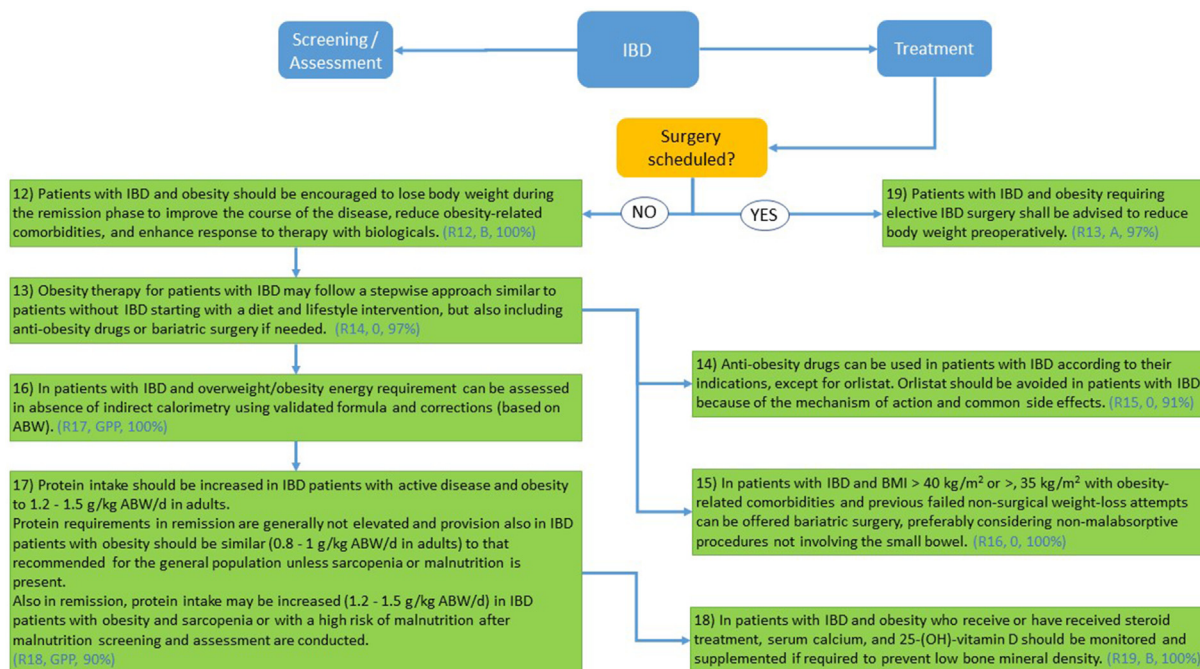 Screening /
Assessment
IBD
Treatment
Surgery
scheduled?
NO
YES
12) Patients with IBD and obesity should be encouraged to lose body weight during
the remission phase to improve the course of the disease, reduce obesity-related
comorbidities, and enhance response to therapy with biologicals. (R12, B, 100%)
19) Patients with IBD and obesity requiring
elective IBD surgery shall be advised to reduce
body weight preoperatively. (R13, A, 97%)
13) Obesity therapy for patients with IBD may follow a stepwise approach similar to
patients without IBD starting with a diet and lifestyle intervention, but also including
anti-obesity drugs or bariatric surgery if needed. (R14, 0, 97%)
14) Anti-obesity drugs can be used in patients with IBD according to their
indications, except for orlistat. Orlistat should be avoided in patients with IBD
because of the mechanism of action and common side effects. (R15, 0, 91%)
16) In patients with IBD and overweight/obesity energy requirement can be assessed
in absence of indirect calorimetry using validated formula and corrections (based on
ABW). (R17, GPP, 100%)
15) In patients with IBD and BMI > 40 kg/m² or >, 35 kg/m² with obesity-
related comorbidities and previous failed non-surgical weight-loss attempts
can be offered bariatric surgery, preferably considering non-malabsorptive
procedures not involving the small bowel. (R16, 0, 100%)
17) Protein intake should be increased in IBD patients with active disease and obesity
to 1.2 - 1.5 g/kg ABW/d in adults.
Protein requirements in remission are generally not elevated and provision also in IBD
patients with obesity should be similar (0.8 - 1 g/kg ABW/d in adults) to that
recommended for the general population unless sarcopenia or malnutrition is
present.
Also in remission, protein intake may be increased (1.2 - 1.5 g/kg ABW/d) in IBD
patients with obesity and sarcopenia or with a high risk of malnutrition after
malnutrition screening and assessment are conducted.
(R18, GPP, 90%)
18) In patients with IBD and obesity who receive or have received steroid
treatment, serum calcium, and 25-(OH)-vitamin D should be monitored and
supplemented if required to prevent low bone mineral density. (R19, B, 100%)